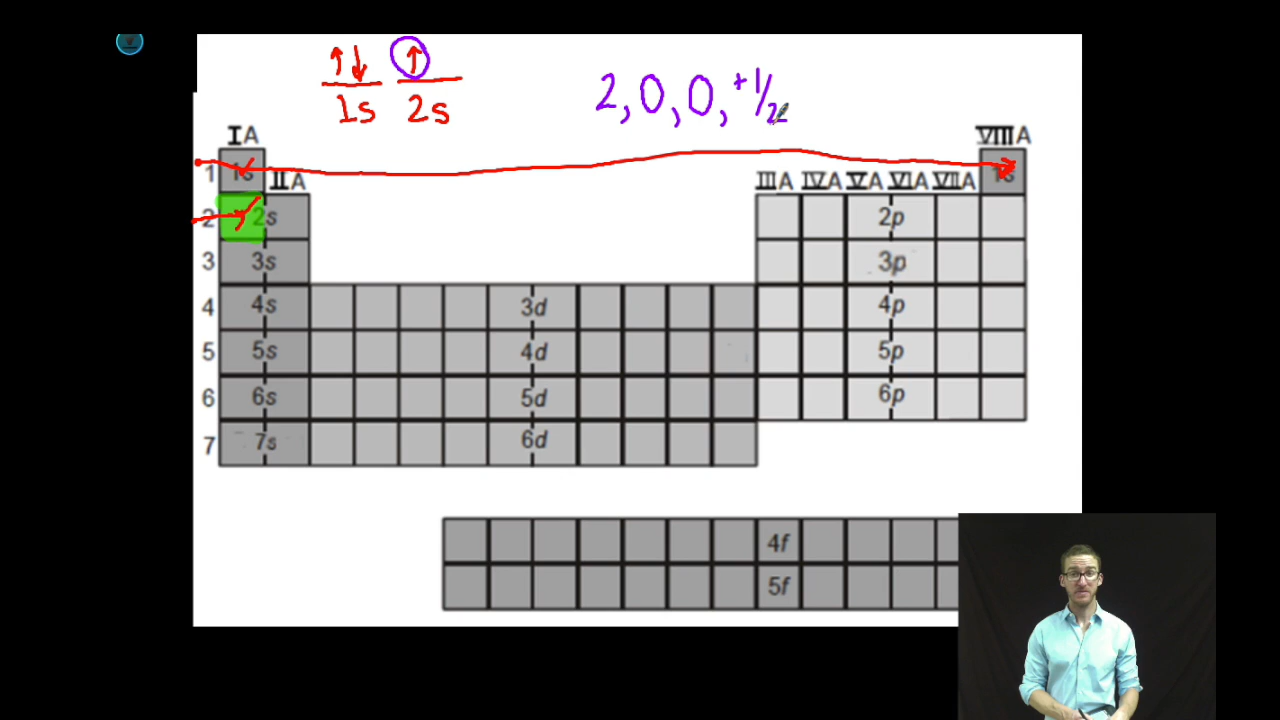 ↑↓ ↑
1s 2s
2, 0, 0, +1/2
IA VIIIA
1 1s IIA IIIA IVA VA VIA VIIA 1s
2 2s 2p
3 3s 3p
4 4s 3d 4p
5 5s 4d 5p
6 6s 5d 6p
7 7s 6d
4f
5f